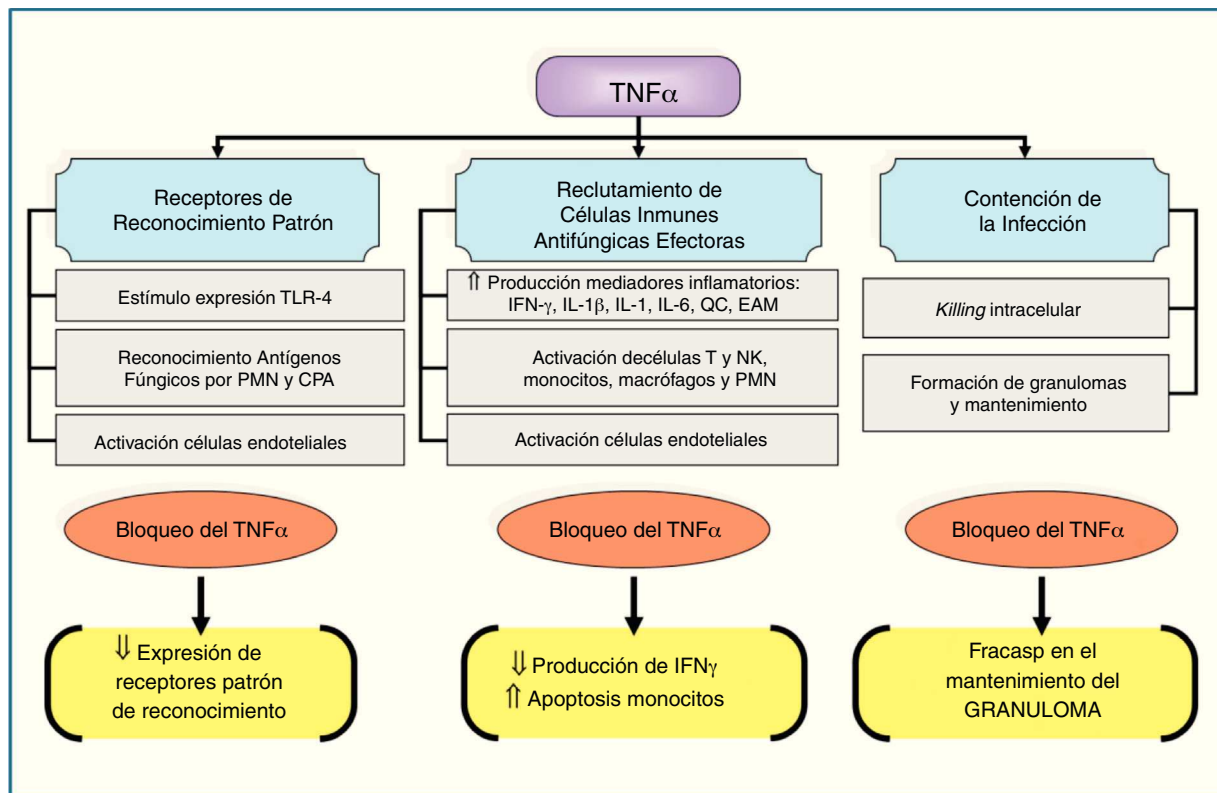 TNFα
Receptores de
Reconocimiento Patrón
Estímulo expresión TLR-4
Reconocimiento Antígenos
Fúngicos por PMN y CPA
Activación células endoteliales
Reclutamiento de
Células Inmunes
Antifúngicas Efectoras
⇑ Producción mediadores inflamatorios:
IFN-γ, IL-1β, IL-1, IL-6, QC, EAM
Activación decélulas T y NK,
monocitos, macrófagos y PMN
Activación células endoteliales
Contención de
la Infección
Killing intracelular
Formación de granulomas
y mantenimiento
Bloqueo del TNFα
⇓ Expresión de
receptores patrón
de reconocimiento
Bloqueo del TNFα
⇓ Producción de IFNγ
⇑ Apoptosis monocitos
Bloqueo del TNFα
Fracasp en el
mantenimiento del
GRANULOMA